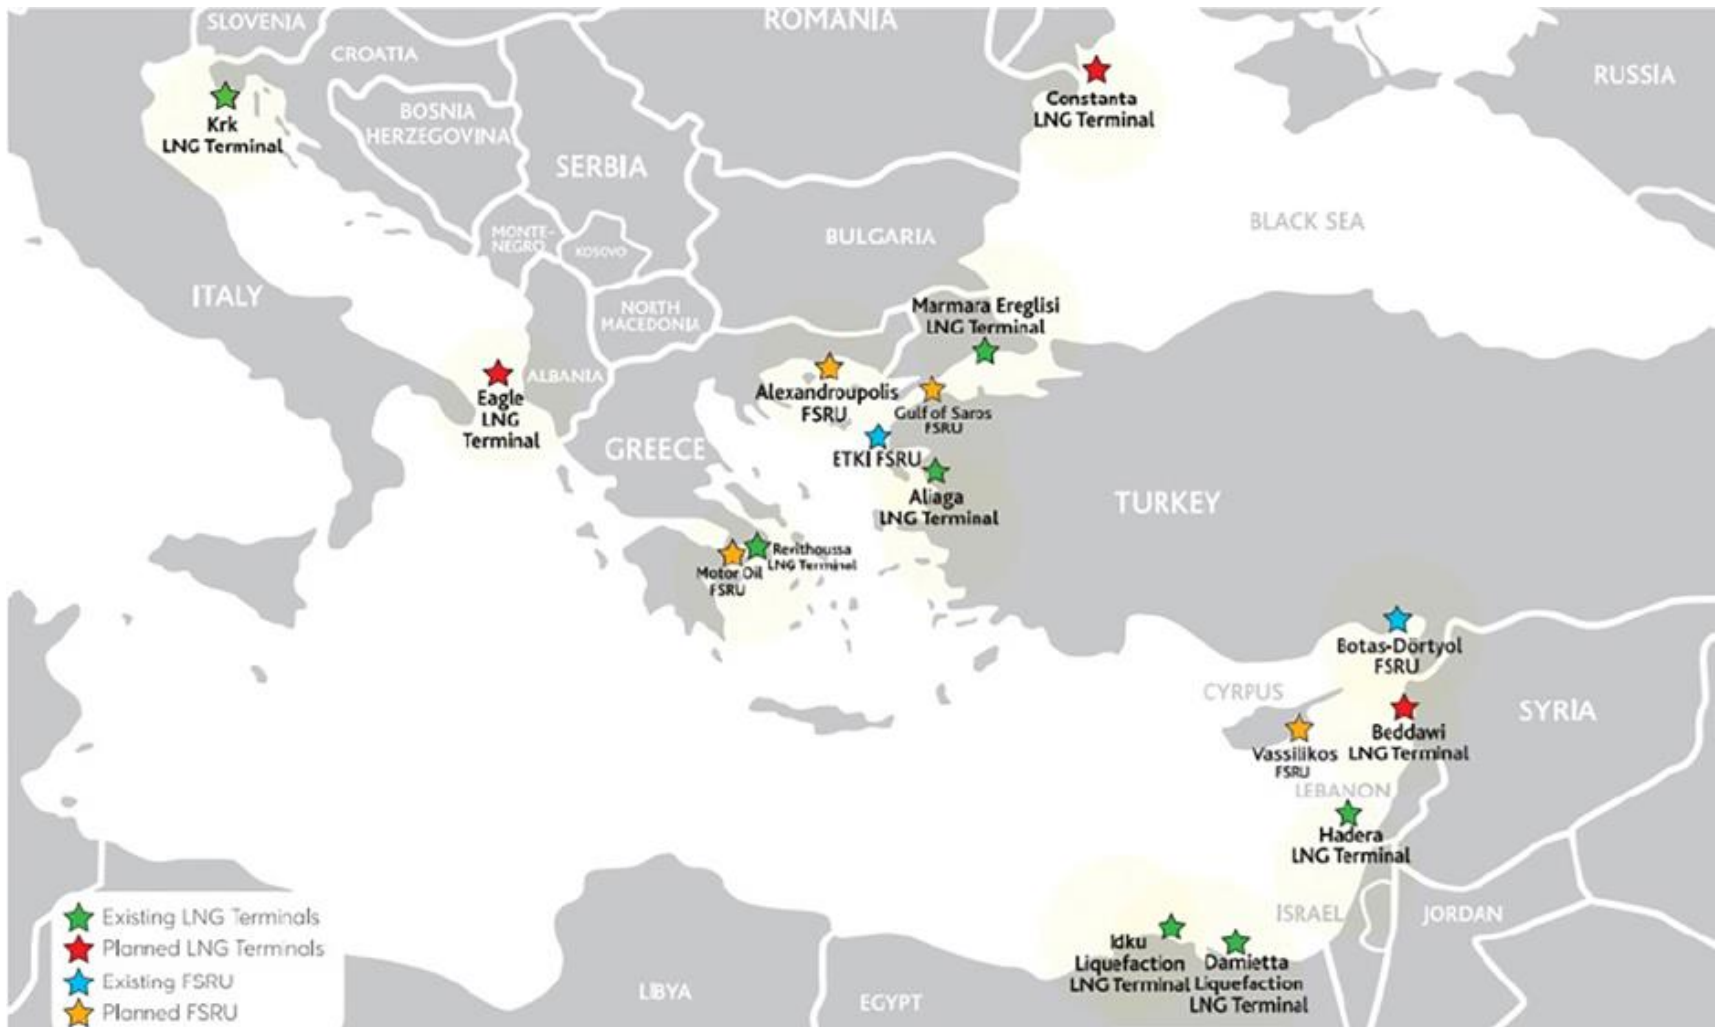 SLOVENIA
ROMANIA
CROATIA
RUSSIA
Krk
LNG Terminal
BOSNIA
HERZEGOVINA
Constanta
LNG Terminal
SERBIA
MONTE-
NEGRO
KOSOVO
BULGARIA
BLACK SEA
ITALY
NORTH
MACEDONIA
Marmara Ereglisi
LNG Terminal
ALBANIA
Eagle
LNG
Terminal
Alexandroupolis
FSRU
Gulf of Saros
FSRU
GREECE
ETKI FSRU
Aliaga
LNG Terminal
TURKEY
Revithoussa
LNG Terminal
Motor Oil
FSRU
Botas-Dörtyol
FSRU
CYRPUS
SYRIA
Vassilikos
FSRU
Beddawi
LNG Terminal
LEBANON
Hadera
LNG Terminal
ISRAEL
JORDAN
Idku
Liquefaction
LNG Terminal
Damietta
Liquefaction
LNG Terminal
LIBYA
EGYPT
Existing LNG Terminals
Planned LNG Terminals
Existing FSRU
Planned FSRU